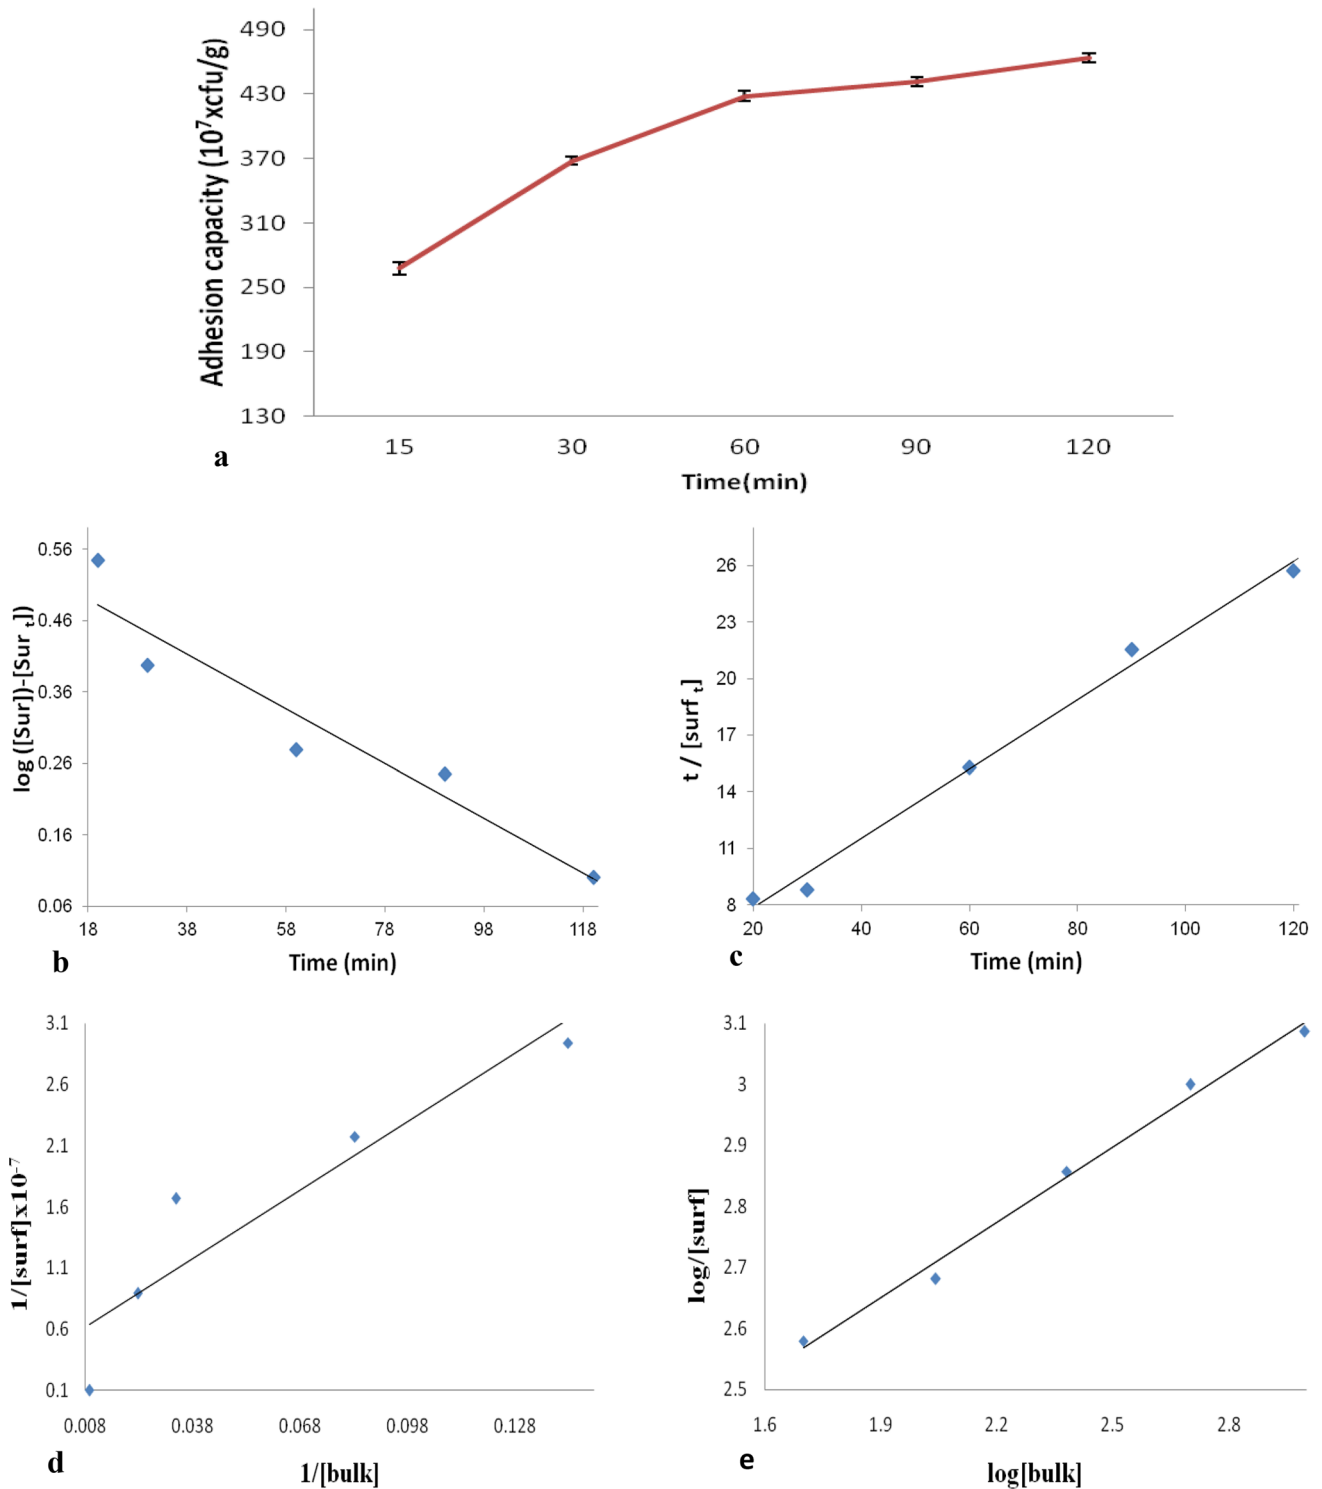 490
430
370
310
250
190
130
Adhesion capacity (10⁷xcfu/g)
15 30 60 90 120
Time(min)
a
0.56
0.46
0.36
0.26
0.16
0.06
log ([Sur])-[Sur t])
18 38 58 78 98 118
Time (min)
b
26
23
20
17
14
11
8
t / [surf t]
20 40 60 80 100 120
Time (min)
c
3.1
2.6
2.1
1.6
1.1
0.6
0.1
1/[surf]x10⁻⁷
0.008 0.038 0.068 0.098 0.128
1/[bulk]
d
3.1
3
2.9
2.8
2.7
2.6
2.5
log/[surf]
1.6 1.9 2.2 2.5 2.8
log[bulk]
e